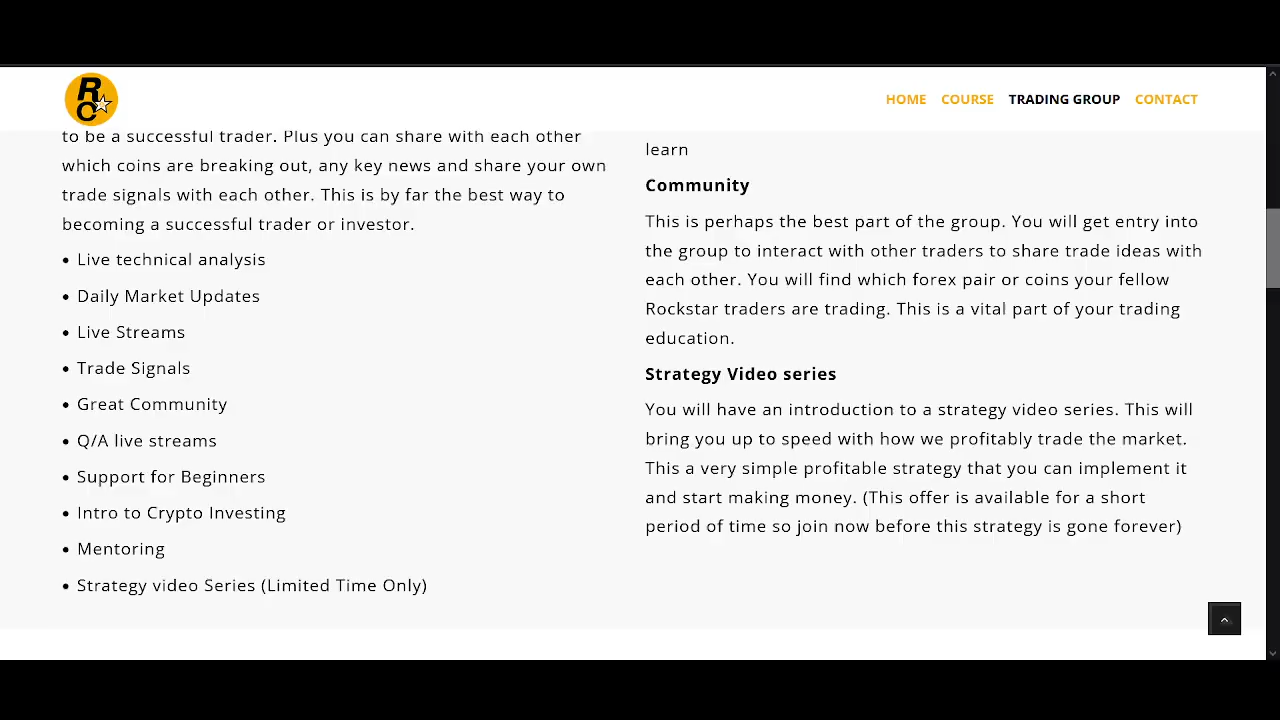 R
C
HOME COURSE TRADING GROUP CONTACT
to be a successful trader. Plus you can share with each other
which coins are breaking out, any key news and share your own
trade signals with each other. This is by far the best way to
becoming a successful trader or investor.
• Live technical analysis
• Daily Market Updates
• Live Streams
• Trade Signals
• Great Community
• Q/A live streams
• Support for Beginners
• Intro to Crypto Investing
• Mentoring
• Strategy video Series (Limited Time Only)
learn
Community
This is perhaps the best part of the group. You will get entry into
the group to interact with other traders to share trade ideas with
each other. You will find which forex pair or coins your fellow
Rockstar traders are trading. This is a vital part of your trading
education.
Strategy Video series
You will have an introduction to a strategy video series. This will
bring you up to speed with how we profitably trade the market.
This a very simple profitable strategy that you can implement it
and start making money. (This offer is available for a short
period of time so join now before this strategy is gone forever)